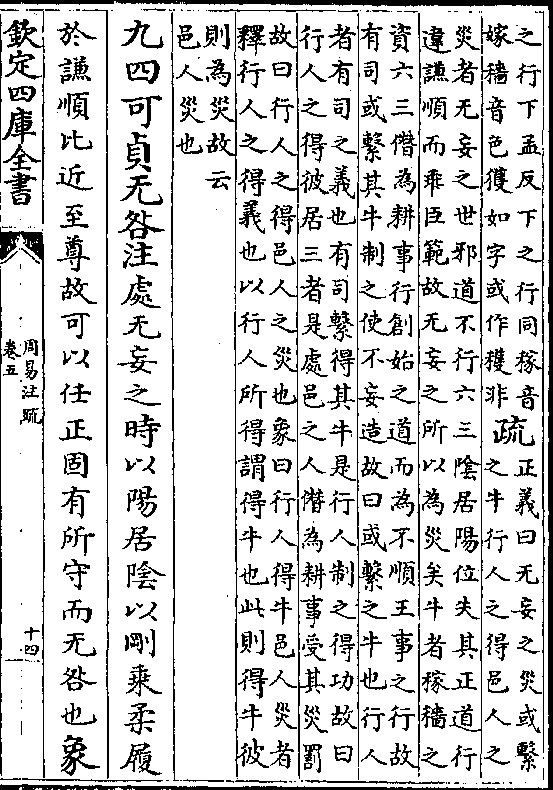 之行下孟反下之行同稼音
嫁穡音色獲如字或作穫非
疏
正義曰无妄之災或繫
之牛行人之得邑人之
災者无妄之世邪道不行六三陰居陽位失其正道行
違謙順而乖臣範故无妄之所以為災矣牛者稼穡之
資六三僭為耕事行創始之道而為不順王事之行故
有司或繫其牛制之使不妄造故曰或繫之牛也行人
者有司之義也有司繫得其牛是行人制之得功故曰
行人之得彼居三者是處邑之人僭為耕事受其災罰
故曰行人之得邑人之災也象曰行人得牛邑人災者
釋行人之得義也以行人所得謂得牛也此則得牛彼
則為災故云
邑人災也
九四可貞无咎注處无妄之時以陽居陰以剛乗柔履
於謙順比近至尊故可以任正固有所守而无咎也象
欽定四庫全書
周易注疏
卷五
十四